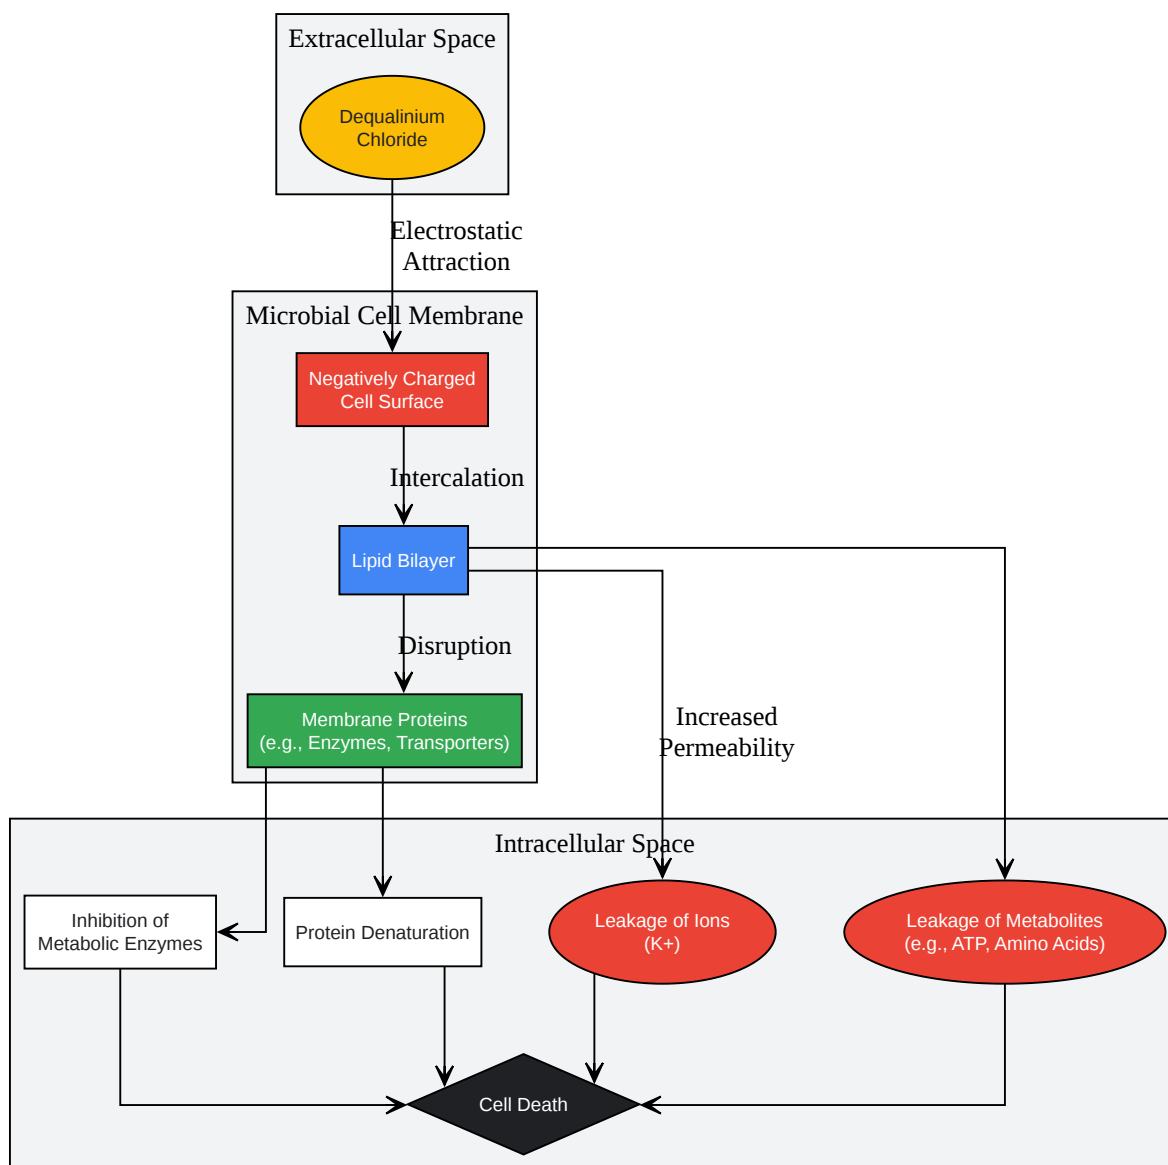 Extracellular Space
Dequalinium
Chloride
Electrostatic
Attraction
Microbial Cell Membrane
Negatively Charged
Cell Surface
Intercalation
Lipid Bilayer
Disruption
Membrane Proteins
(e.g., Enzymes, Transporters)
Increased
Permeability
Intracellular Space
Inhibition of
Metabolic Enzymes
Protein Denaturation
Leakage of Ions
(K+)
Leakage of Metabolites
(e.g., ATP, Amino Acids)
Cell Death